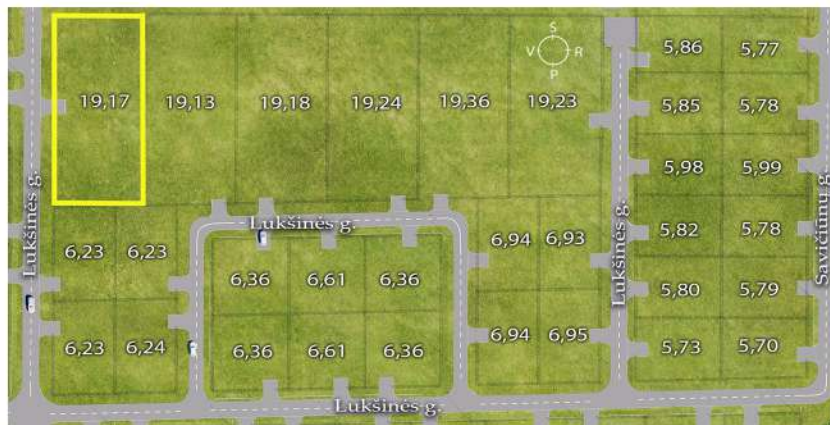 S
V R
P
19,17 19,13 19,18 19,24 19,36 19,23
5,86 5,77
5,85 5,78
5,98 5,99
5,82 5,78
5,80 5,79
5,73 5,70
Lukšinės g.
Lukšinės g.
Lukšinės g.
Savičiūnų g.
6,23 6,23
6,23 6,24
6,36 6,61 6,36
6,36 6,61 6,36
6,94 6,93
6,94 6,95
Lukšinės g.